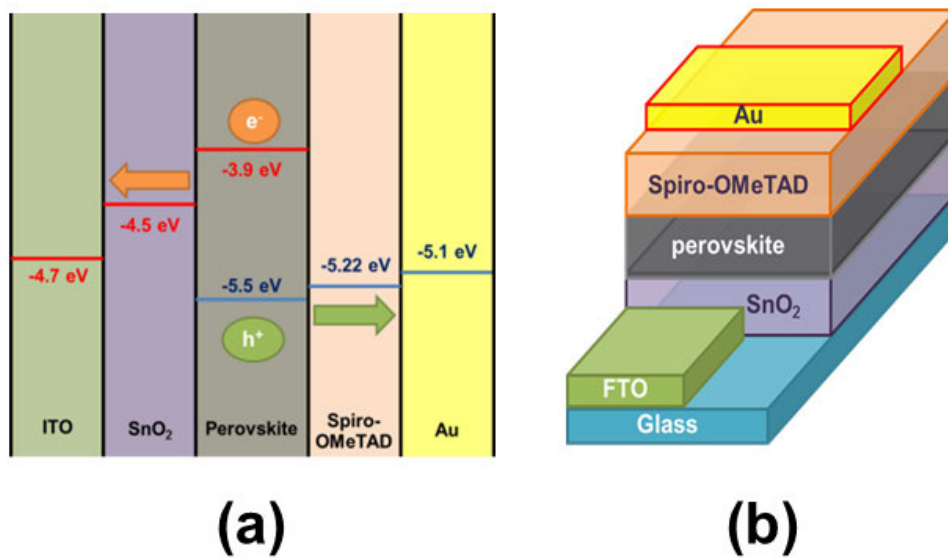 e-
-3.9 eV
-4.5 eV
-4.7 eV
-5.5 eV
-5.22 eV
-5.1 eV
h+
ITO
SnO2
Perovskite
Spiro-
OMeTAD
Au
(a)
Au
Spiro-OMeTAD
perovskite
SnO2
FTO
Glass
(b)